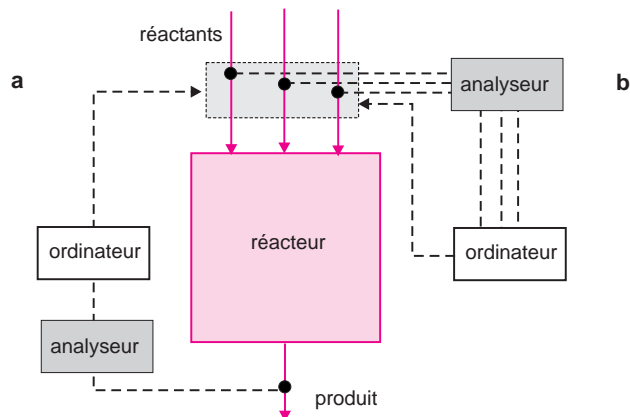 réactants
a
analyseur
b
réacteur
ordinateur
ordinateur
analyseur
produit